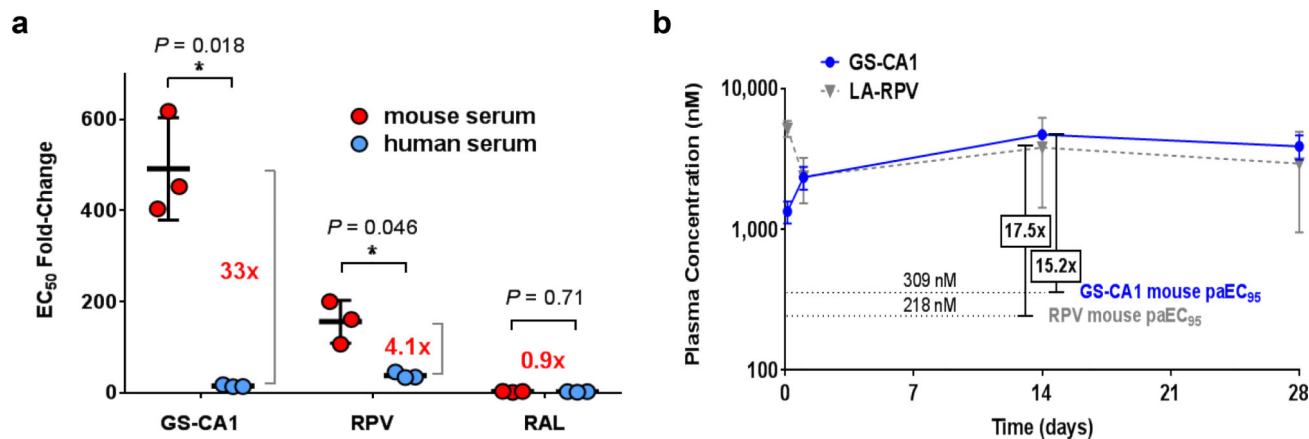 a
P = 0.018
*
600
400
200
0
EC50 Fold-Change
mouse serum
human serum
33x
P = 0.046
*
4.1x
P = 0.71
0.9x
GS-CA1
RPV
RAL
b
GS-CA1
LA-RPV
10,000
1,000
100
Plasma Concentration (nM)
17.5x
15.2x
309 nM
GS-CA1 mouse paEC95
218 nM
RPV mouse paEC95
0
7
14
21
28
Time (days)